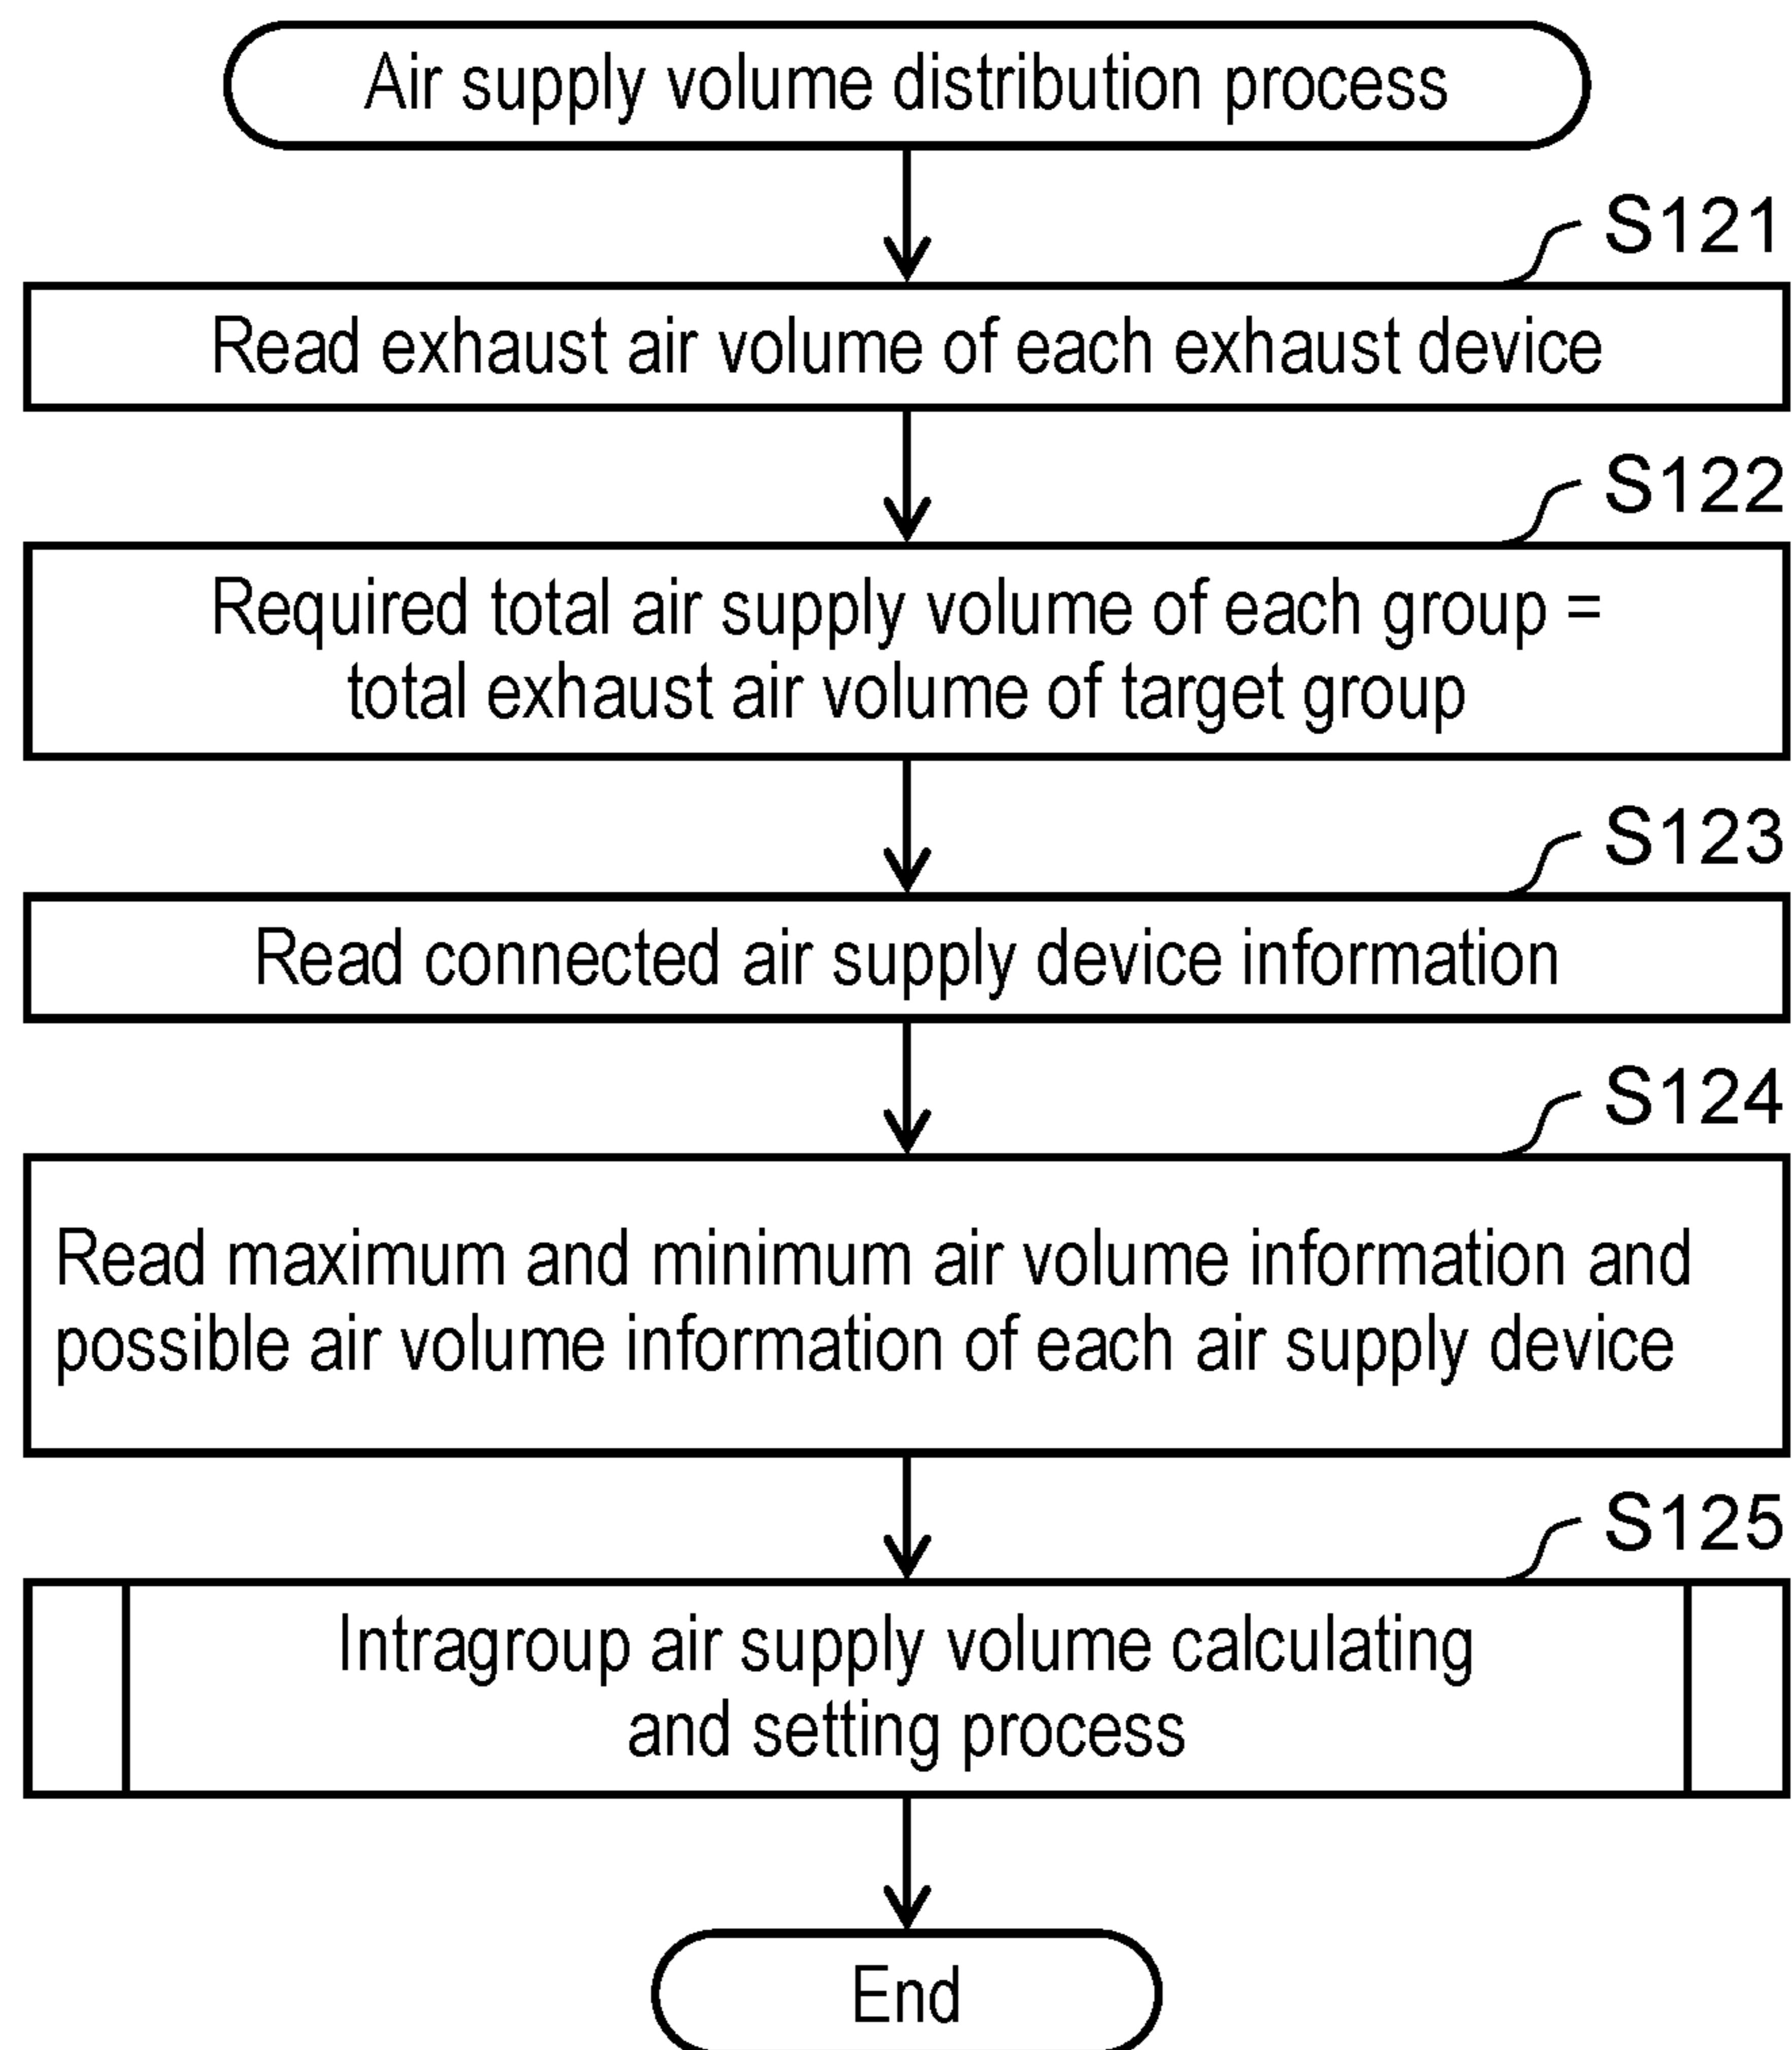 Air supply volume distribution process
S121
Read exhaust air volume of each exhaust device
S122
Required total air supply volume of each group =
total exhaust air volume of target group
S123
Read connected air supply device information
S124
Read maximum and minimum air volume information and
possible air volume information of each air supply device
S125
Intragroup air supply volume calculating
and setting process
End